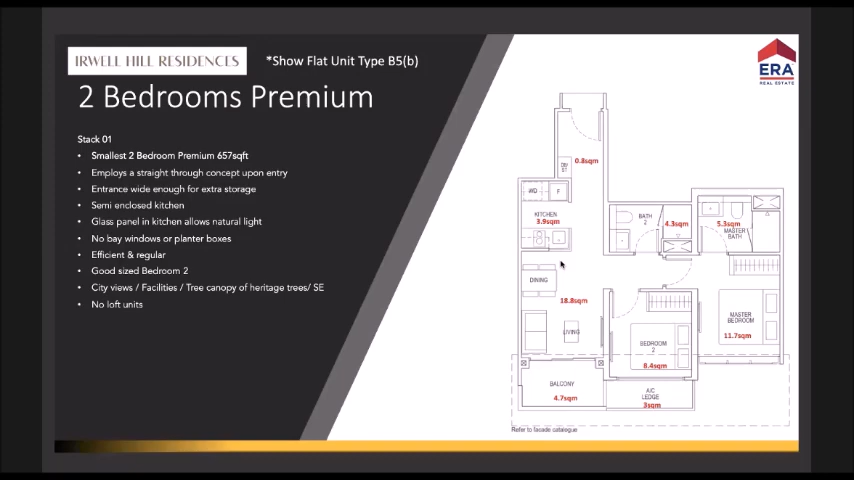 IRWELL HILL RESIDENCES
*Show Flat Unit Type B5(b)
ERA
REAL ESTATE
2 Bedrooms Premium
Stack 01
• Smallest 2 Bedroom Premium 657sqft
• Employs a straight through concept upon entry
• Entrance wide enough for extra storage
• Semi enclosed kitchen
• Glass panel in kitchen allows natural light
• No bay windows or planter boxes
• Efficient & regular
• Good sized Bedroom 2
• City views / Facilities / Tree canopy of heritage trees/ SE
• No loft units
0.8sqm
DB/
ST
WD
F
KITCHEN
3.9sqm
BATH
2
4.3sqm
5.3sqm
MASTER
BATH
DINING
18.8sqm
LIVING
BEDROOM
2
8.4sqm
MASTER
BEDROOM
11.7sqm
BALCONY
4.7sqm
A/C
LEDGE
3sqm
Refer to facade catalogue